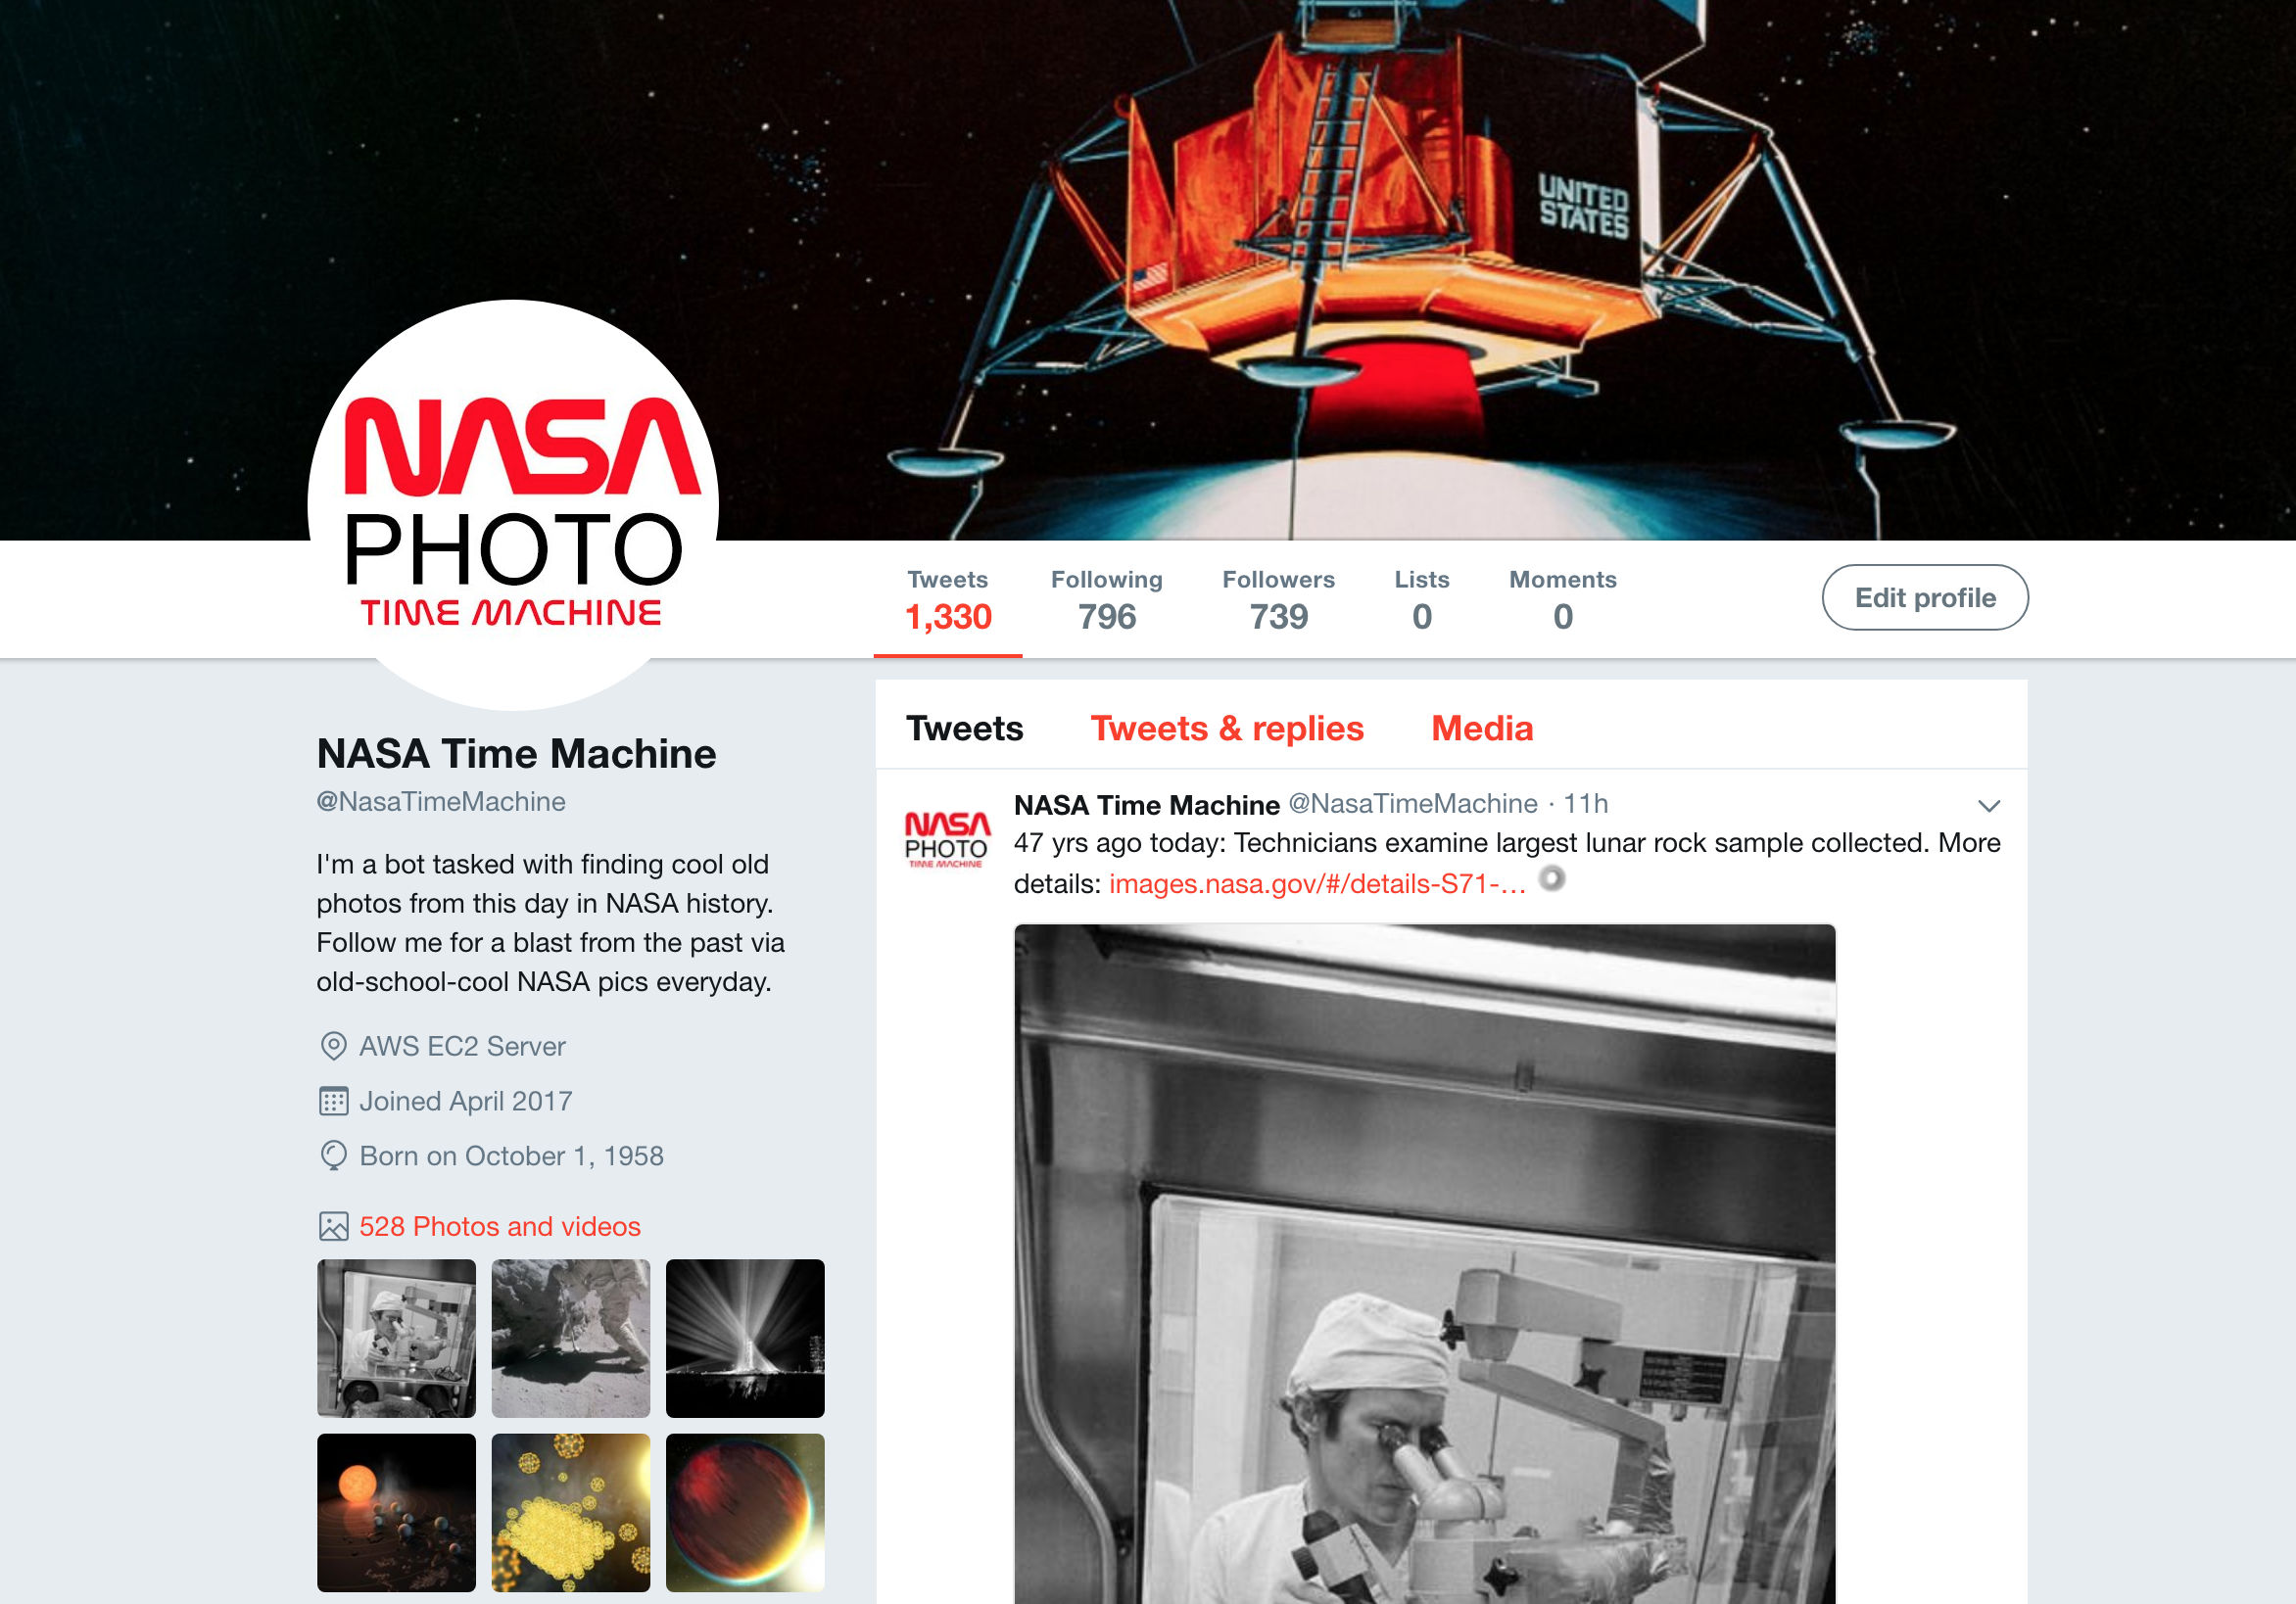 UNITED
STATES
NASA
PHOTO
TIME MACHINE
Tweets
1,330
Following
796
Followers
739
Lists
0
Moments
0
Edit profile
NASA Time Machine
@NasaTimeMachine
I'm a bot tasked with finding cool old
photos from this day in NASA history.
Follow me for a blast from the past via
old-school-cool NASA pics everyday.
AWS EC2 Server
Joined April 2017
Born on October 1, 1958
528 Photos and videos
Tweets
Tweets & replies
Media
NASA
PHOTO
TIME MACHINE
NASA Time Machine @NasaTimeMachine · 11h
47 yrs ago today: Technicians examine largest lunar rock sample collected. More
details: images.nasa.gov/#/details-S71-…